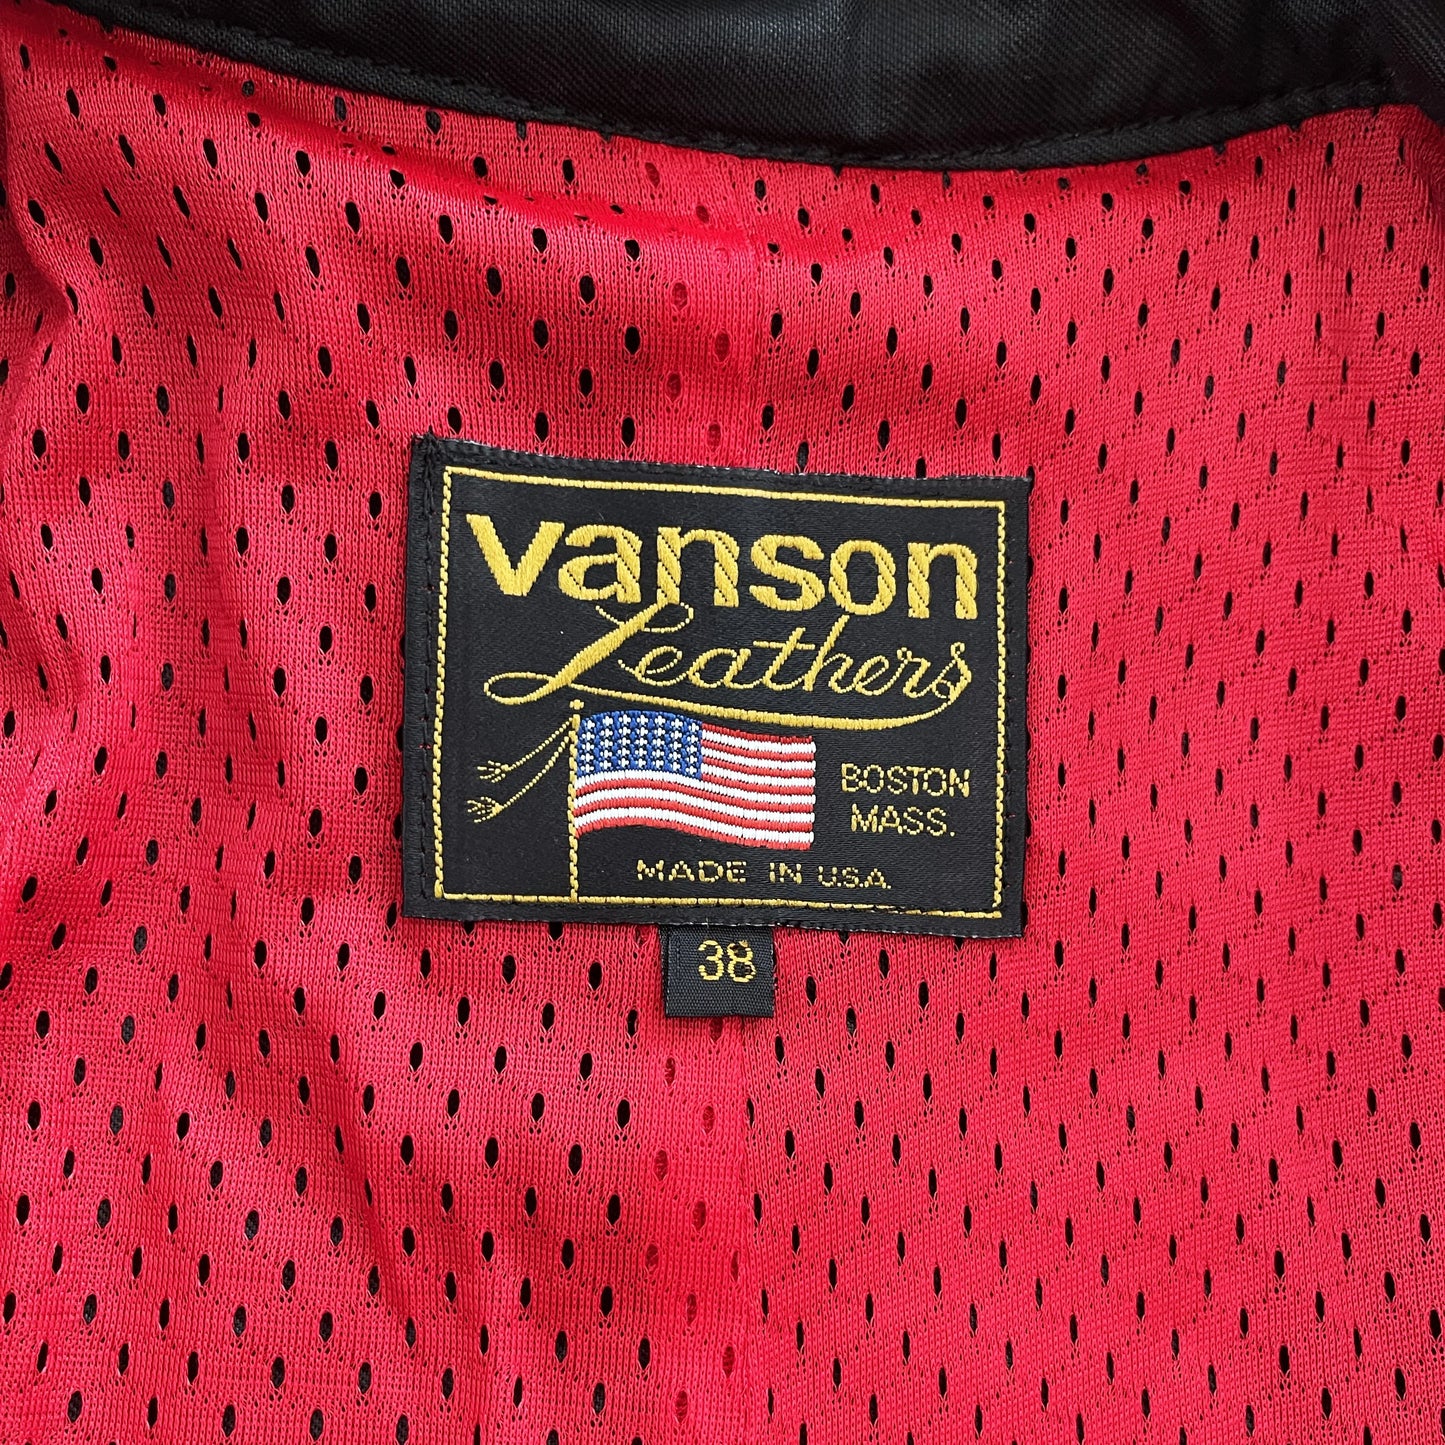 vanson
Leathers
BOSTON
MASS.
MADE IN U.S.A.
38